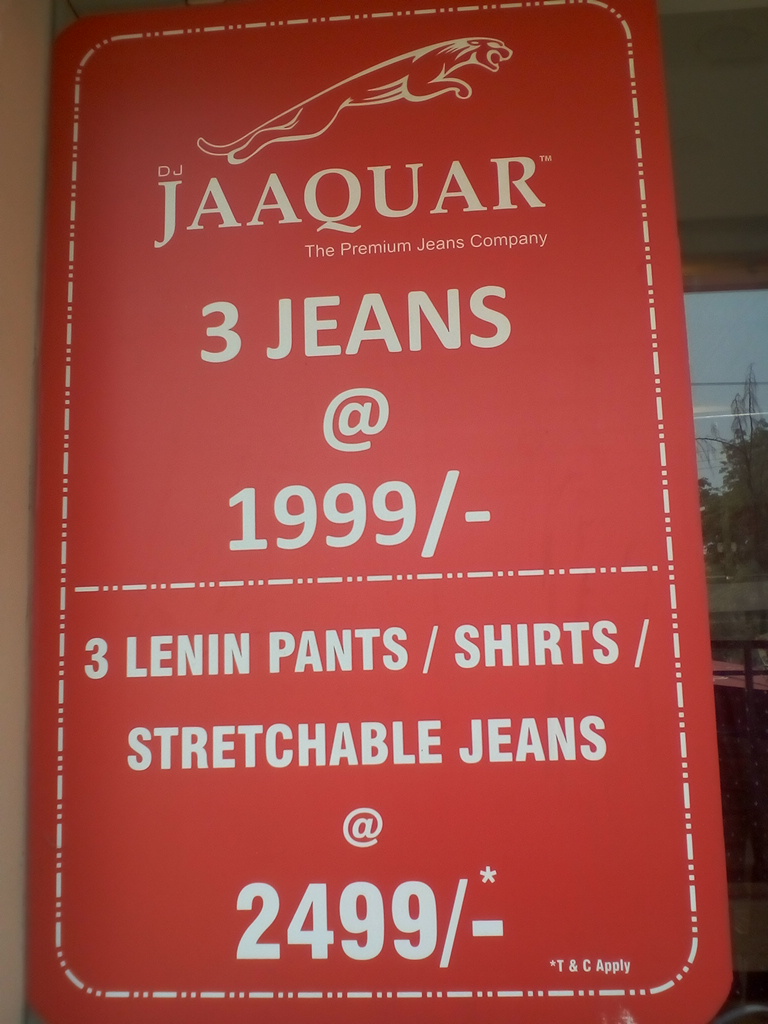 DJ
JAAQUAR™
The Premium Jeans Company
3 JEANS
@
1999/-
3 LENIN PANTS / SHIRTS /
STRETCHABLE JEANS
@
2499/-*
*T & C Apply